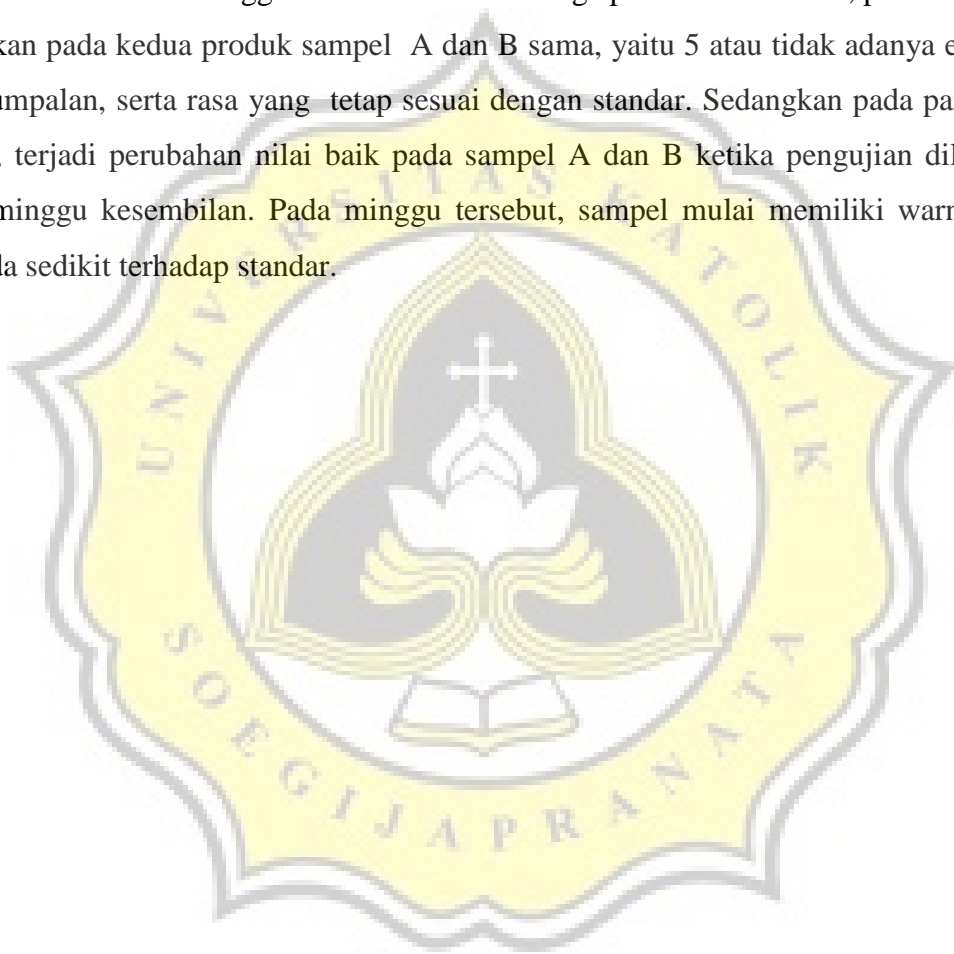 kan pada kedua produk sampel A dan B sama, yaitu 5 atau tidak adanya e
umpalan, serta rasa yang tetap sesuai dengan standar. Sedangkan pada pa
, terjadi perubahan nilai baik pada sampel A dan B ketika pengujian dil
minggu kesembilan. Pada minggu tersebut, sampel mulai memiliki warn
da sedikit terhadap standar.
UNIVERSITAS KATOLIK
SOEGIJAPRANATA